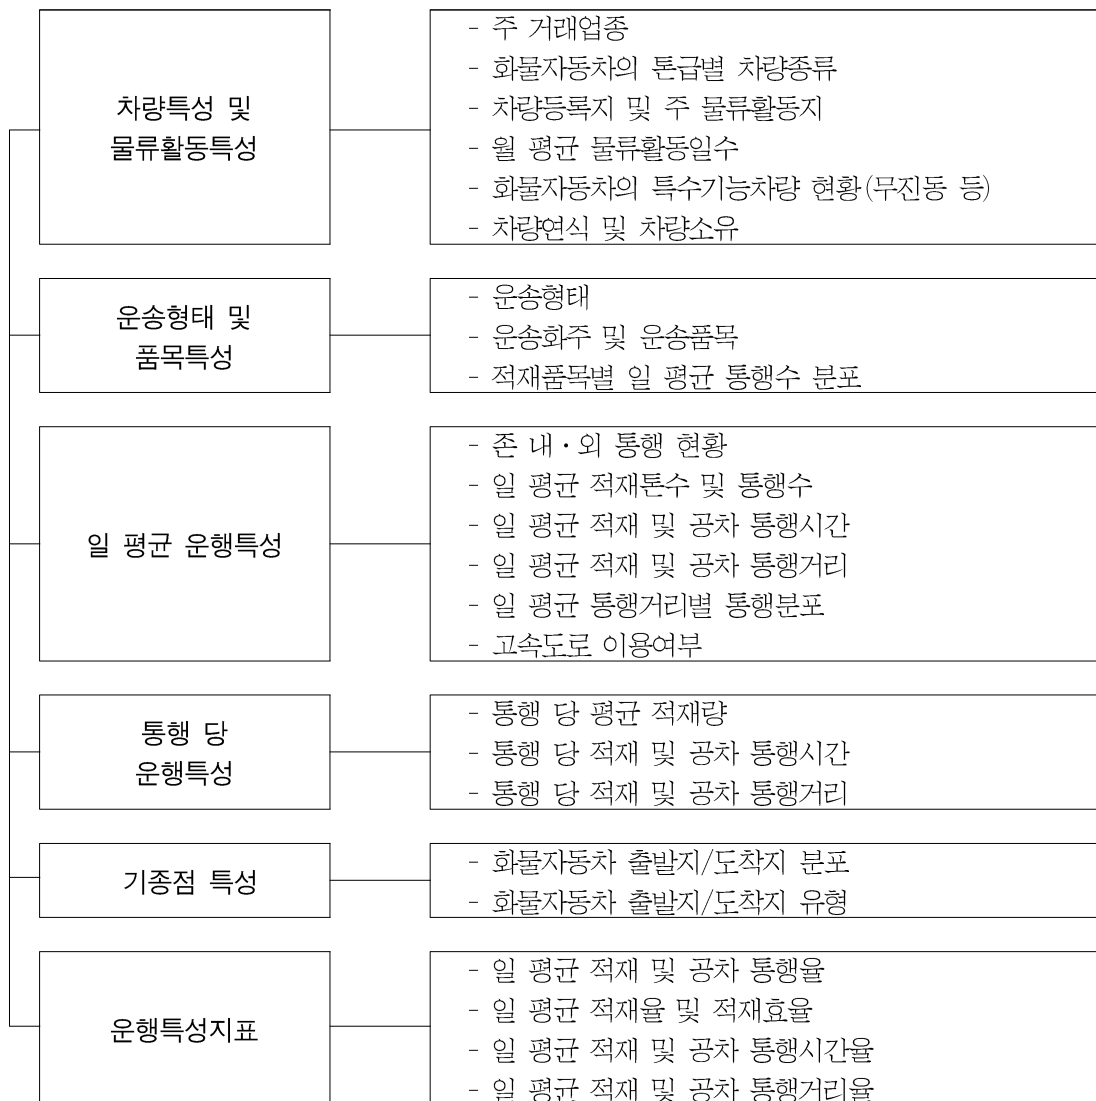 차량특성 및
물류활동특성
- 주 거래업종
- 화물자동차의 톤급별 차량종류
- 차량등록지 및 주 물류활동지
- 월 평균 물류활동일수
- 화물자동차의 특수기능차량 현황(무진동 등)
- 차량연식 및 차량소유
운송형태 및
품목특성
- 운송형태
- 운송화주 및 운송품목
- 적재품목별 일 평균 통행수 분포
일 평균 운행특성
- 존 내·외 통행 현황
- 일 평균 적재톤수 및 통행수
- 일 평균 적재 및 공차 통행시간
- 일 평균 적재 및 공차 통행거리
- 일 평균 통행거리별 통행분포
- 고속도로 이용여부
통행 당
운행특성
- 통행 당 평균 적재량
- 통행 당 적재 및 공차 통행시간
- 통행 당 적재 및 공차 통행거리
기종점 특성
- 화물자동차 출발지/도착지 분포
- 화물자동차 출발지/도착지 유형
운행특성지표
- 일 평균 적재 및 공차 통행율
- 일 평균 적재율 및 적재효율
- 일 평균 적재 및 공차 통행시간율
- 일 평균 적재 및 공차 통행거리율